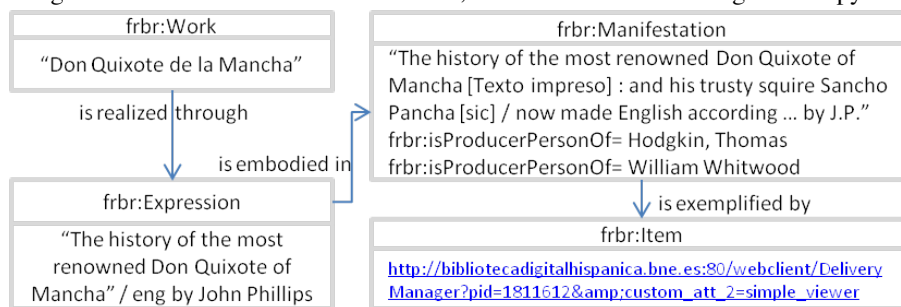 frbr:Work
“Don Quixote de la Mancha”
is realized through
is embodied in
frbr:Expression
“The history of the most
renowned Don Quixote of
Mancha” / eng by John Phillips
frbr:Manifestation
“The history of the most renowned Don Quixote of
Mancha [Texto impreso] : and his trusty squire Sancho
Pancha [sic] / now made English according ... by J.P.”
frbr:isProducerPersonOf= Hodgkin, Thomas
frbr:isProducerPersonOf= William Whitwood
is exemplified by
frbr:Item
http://bibliotecadigitalhispanica.bne.es:80/webclient/Delivery
Manager?pid=1811612&amp;custom_att_2=simple_viewer